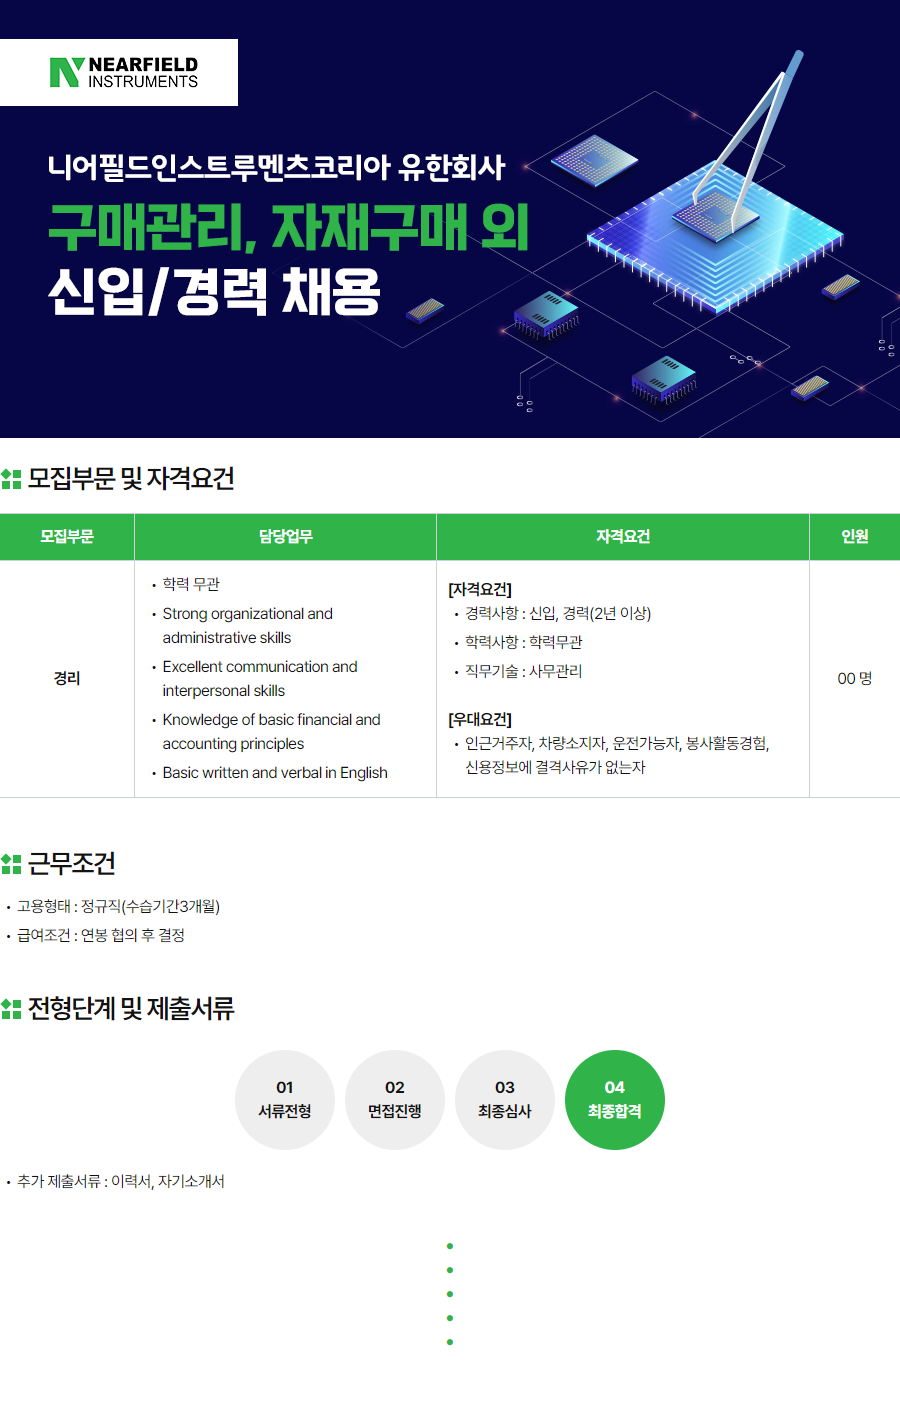 NEARFIELD
INSTRUMENTS
니어필드인스트루멘츠코리아 유한회사
구매관리, 자재구매 외
신입/경력 채용
모집부문 및 자격요건
모집부문 담당업무 자격요건 인원
경리
• 학력 무관
• Strong organizational and
administrative skills
• Excellent communication and
interpersonal skills
• Knowledge of basic financial and
accounting principles
• Basic written and verbal in English
[자격요건]
• 경력사항 : 신입, 경력(2년 이상)
• 학력사항 : 학력무관
• 직무기술 : 사무관리
[우대요건]
• 인근거주자, 차량소지자, 운전가능자, 봉사활동경험,
신용정보에 결격사유가 없는자
00 명
근무조건
• 고용형태 : 정규직(수습기간3개월)
• 급여조건 : 연봉 협의 후 결정
전형단계 및 제출서류
01
서류전형
02
면접진행
03
최종심사
04
최종합격
• 추가 제출서류 : 이력서, 자기소개서